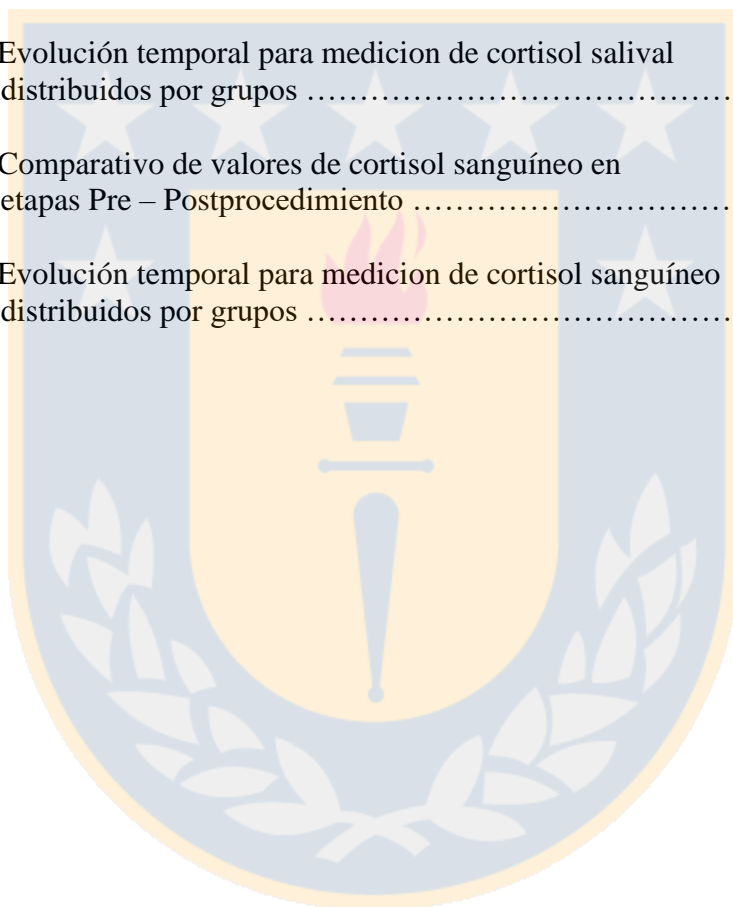 Evolución temporal para medicion de cortisol salival
distribuidos por grupos ……………………………………
Comparativo de valores de cortisol sanguíneo en
etapas Pre – Postprocedimiento ……………………………
Evolución temporal para medicion de cortisol sanguíneo
distribuidos por grupos ……………………………………